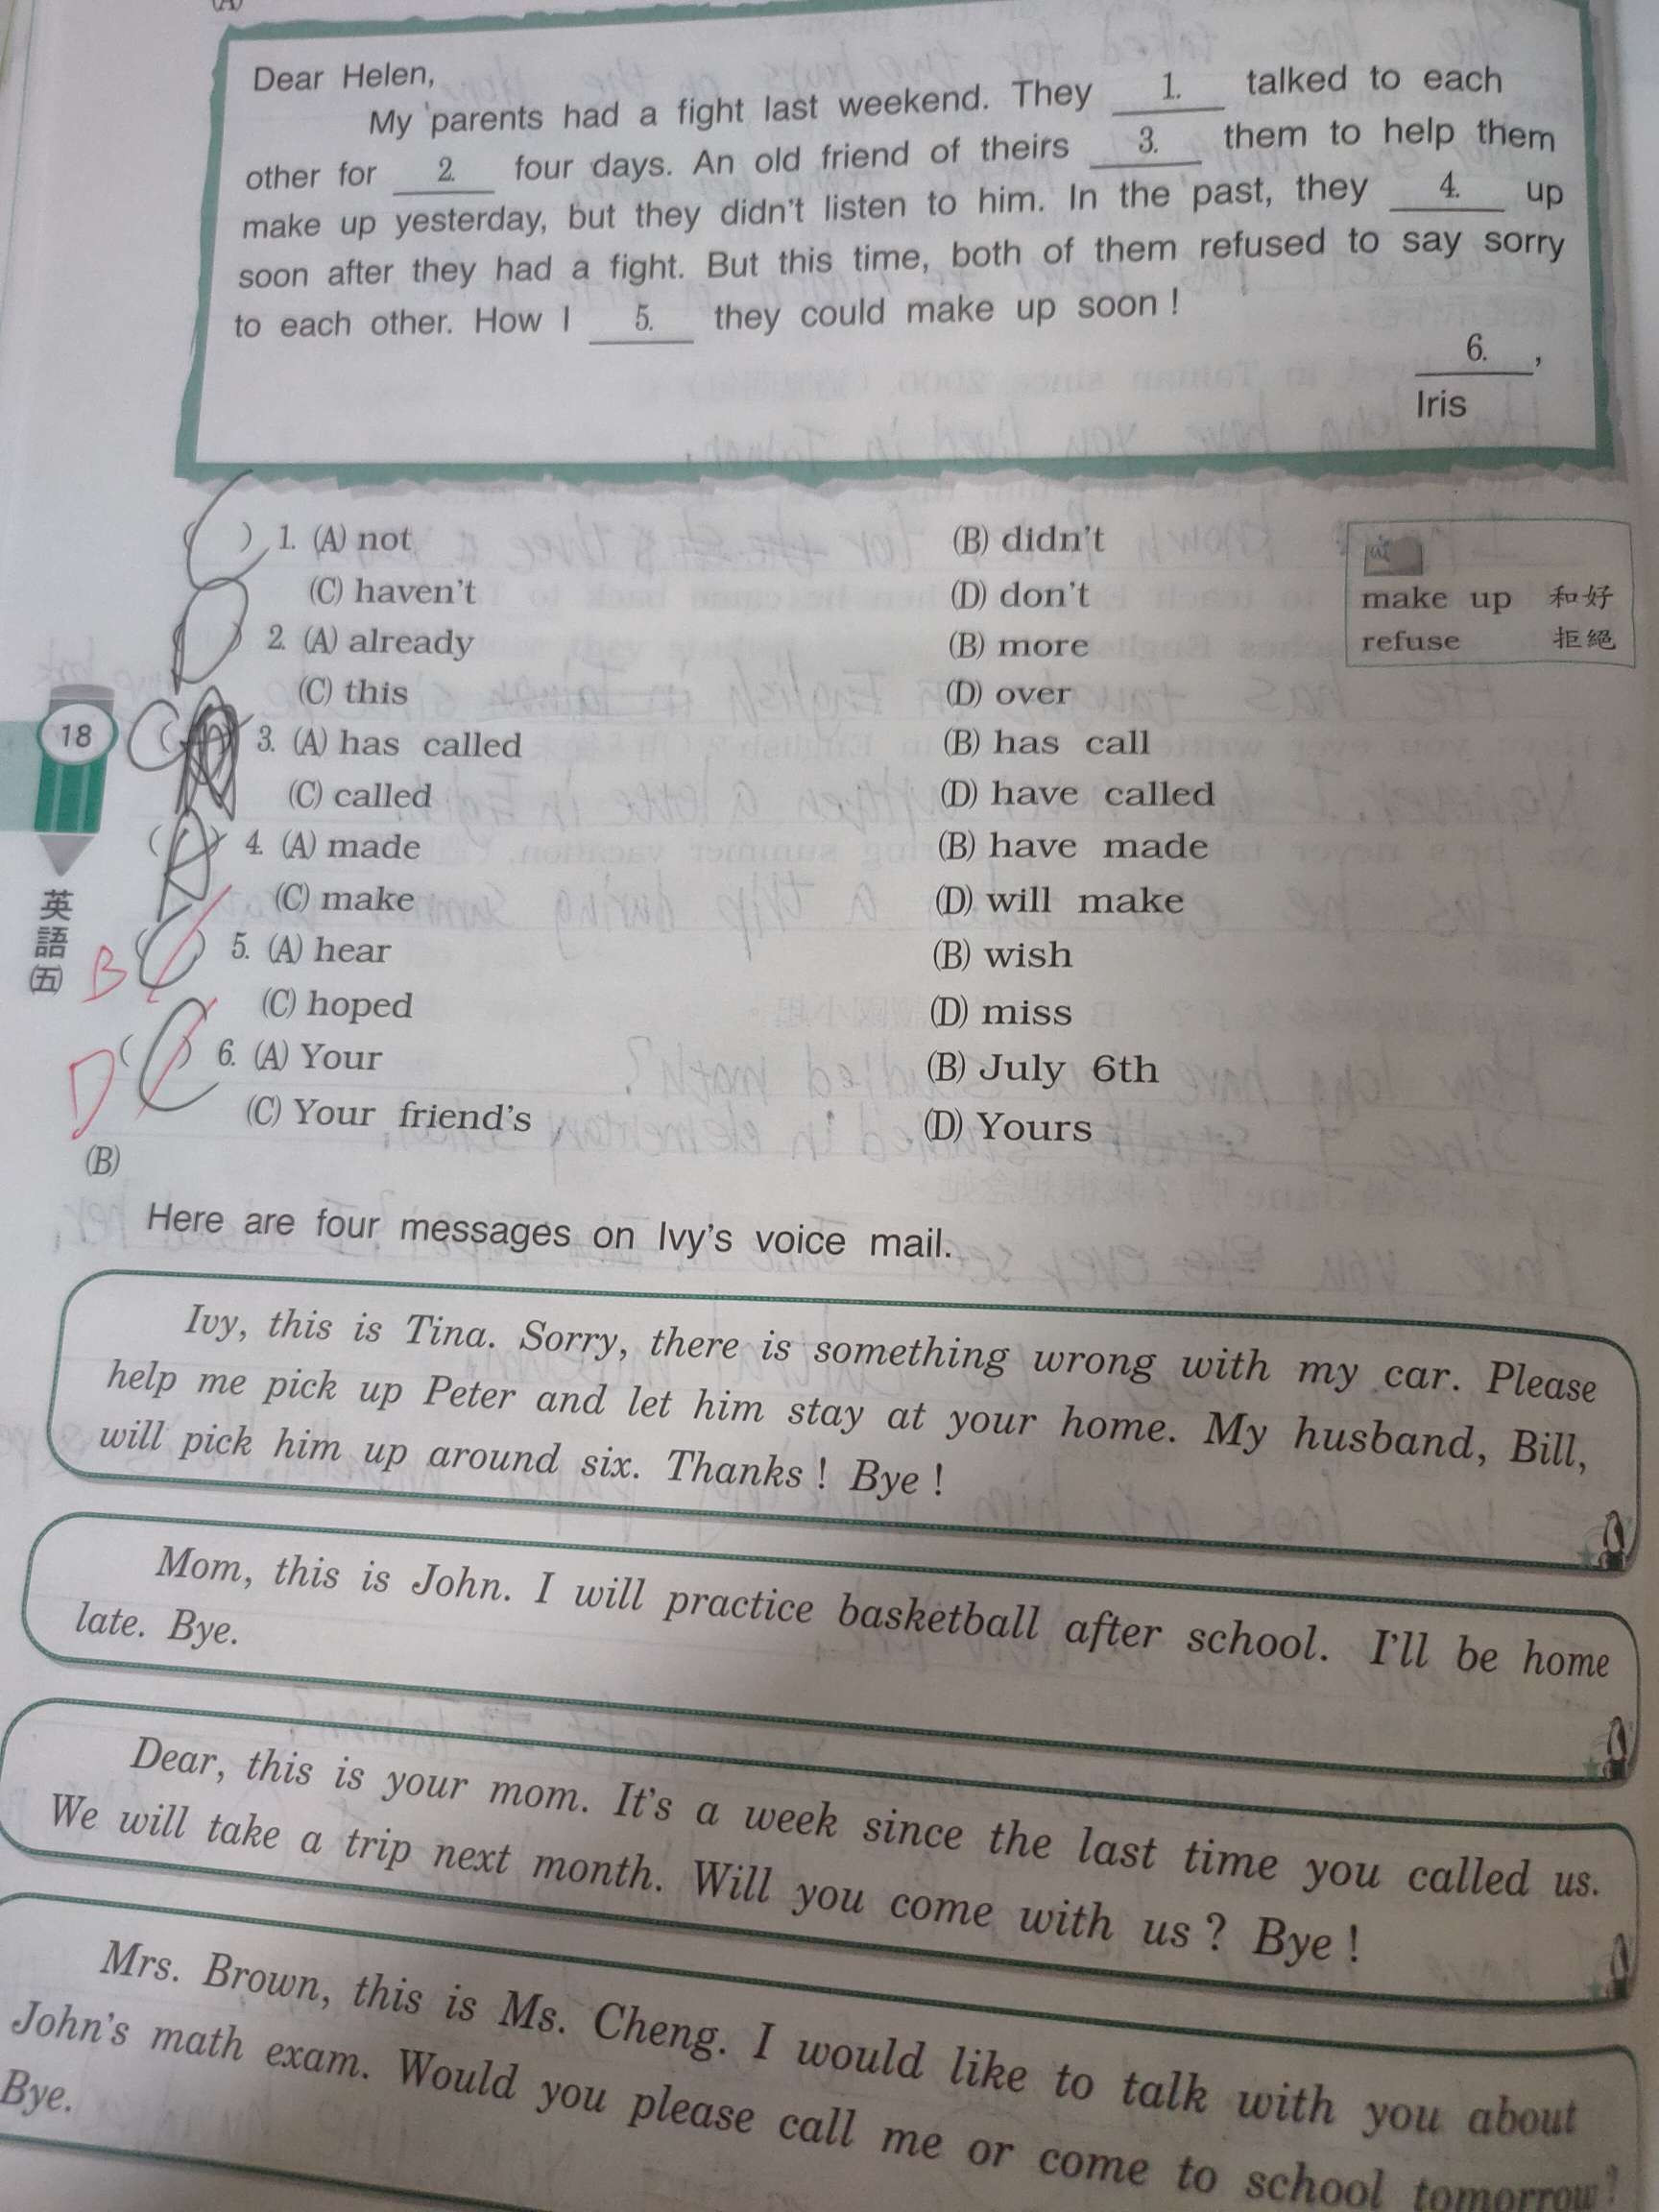 (A)
Dear Helen,
My parents had a fight last weekend. They 1. talked to each
other for 2. four days. An old friend of theirs 3. them to help them
make up yesterday, but they didn't listen to him. In the past, they 4. up
soon after they had a fight. But this time, both of them refused to say sorry
to each other. How I 5. they could make up soon !
6. ,
Iris
( C ) 1. (A) not (B) didn't
(C) haven't (D) don't
( D ) 2. (A) already (B) more
(C) this (D) over
C ( ) 3. (A) has called (B) has call
(C) called (D) have called
( A ) 4. (A) made (B) have made
(C) make (D) will make
B ( C ) 5. (A) hear (B) wish
(C) hoped (D) miss
D ( C ) 6. (A) Your (B) July 6th
(C) Your friend's (D) Yours
make up 和好
refuse 拒絕
18
英
語
(五)
(B)
Here are four messages on Ivy's voice mail.
Ivy, this is Tina. Sorry, there is something wrong with my car. Please
help me pick up Peter and let him stay at your home. My husband, Bill,
will pick him up around six. Thanks ! Bye !
Mom, this is John. I will practice basketball after school. I'll be home
late. Bye.
Dear, this is your mom. It's a week since the last time you called us.
We will take a trip next month. Will you come with us ? Bye !
Mrs. Brown, this is Ms. Cheng. I would like to talk with you about
John's math exam. Would you please call me or come to school tomorrow ?
Bye.